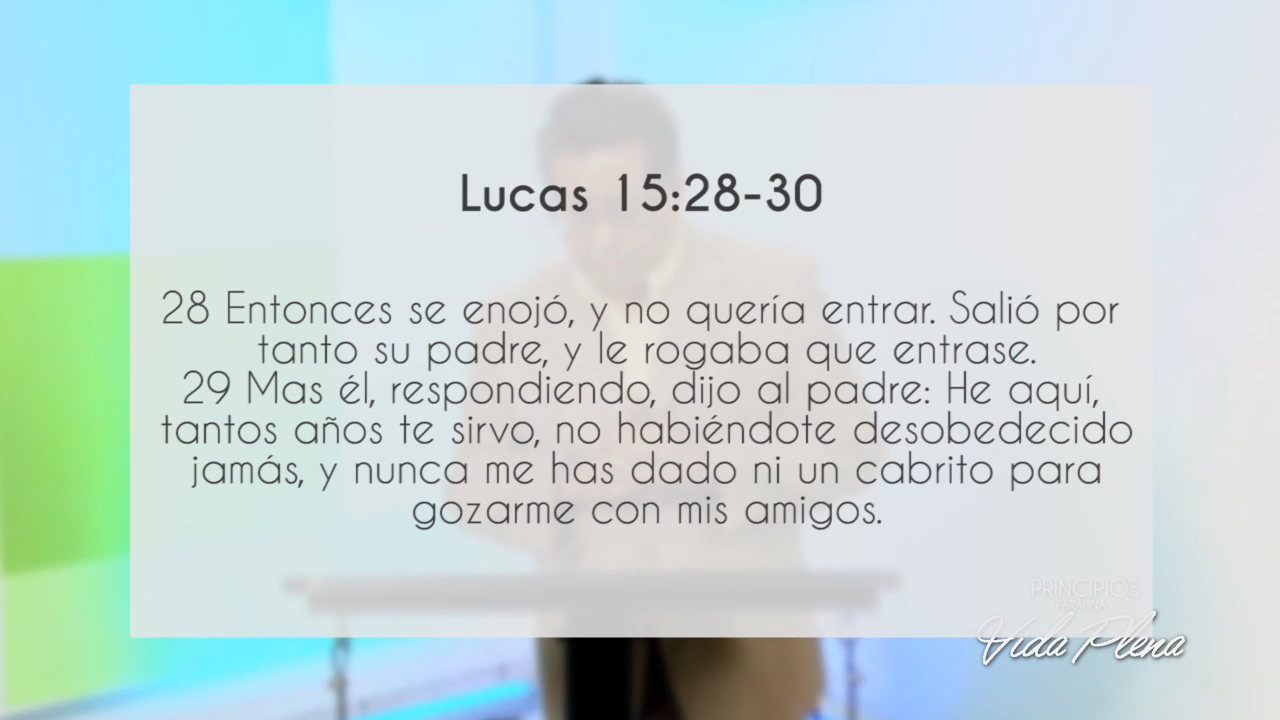 Lucas 15:28-30
28 Entonces se enojó, y no quería entrar. Salió por
tanto su padre, y le rogaba que entrase.
29 Mas él, respondiendo, dijo al padre: He aquí,
tantos años te sirvo, no habiéndote desobedecido
jamás, y nunca me has dado ni un cabrito para
gozarme con mis amigos.
PRINCIPIOS
PARA UNA
Vida Plena